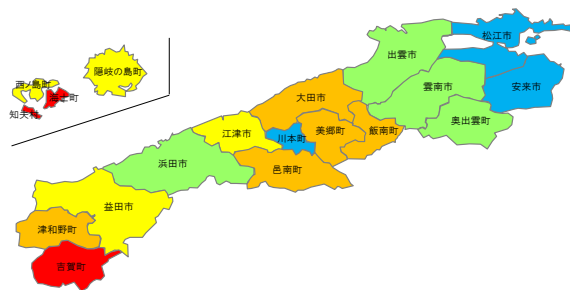 松江市
出雲市
隠岐の島町
西ノ島町
海士町
知夫村
安来市
雲南市
大田市
奥出雲町
飯南町
美郷町
川本町
江津市
邑南町
浜田市
益田市
津和野町
吉賀町